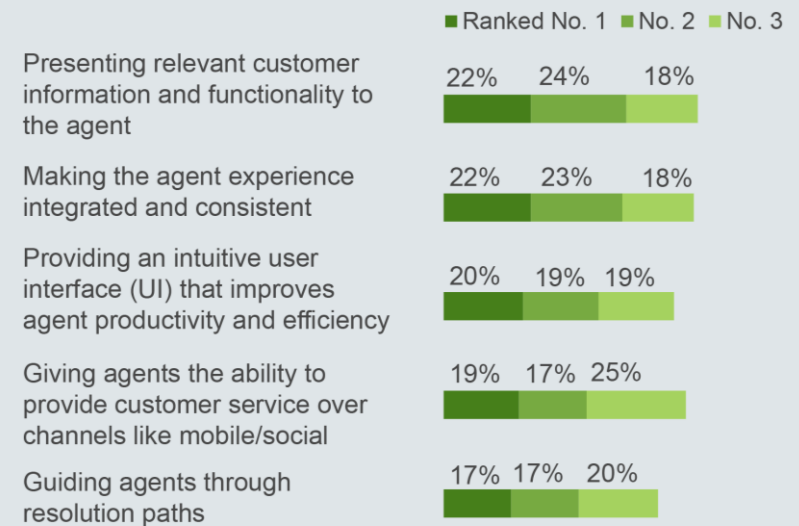 Ranked No. 1 No. 2 No. 3
Presenting relevant customer
information and functionality to
the agent
22% 24% 18%
Making the agent experience
integrated and consistent
22% 23% 18%
Providing an intuitive user
interface (UI) that improves
agent productivity and efficiency
20% 19% 19%
Giving agents the ability to
provide customer service over
channels like mobile/social
19% 17% 25%
Guiding agents through
resolution paths
17% 17% 20%